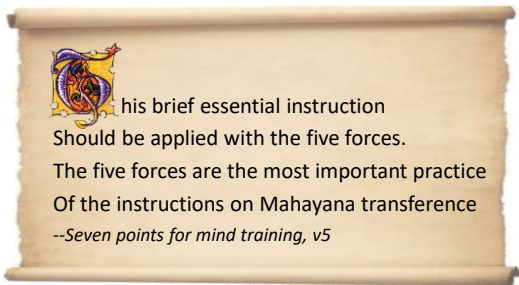 This brief essential instruction
Should be applied with the five forces.
The five forces are the most important practice
Of the instructions on Mahayana transference
--Seven points for mind training, v5